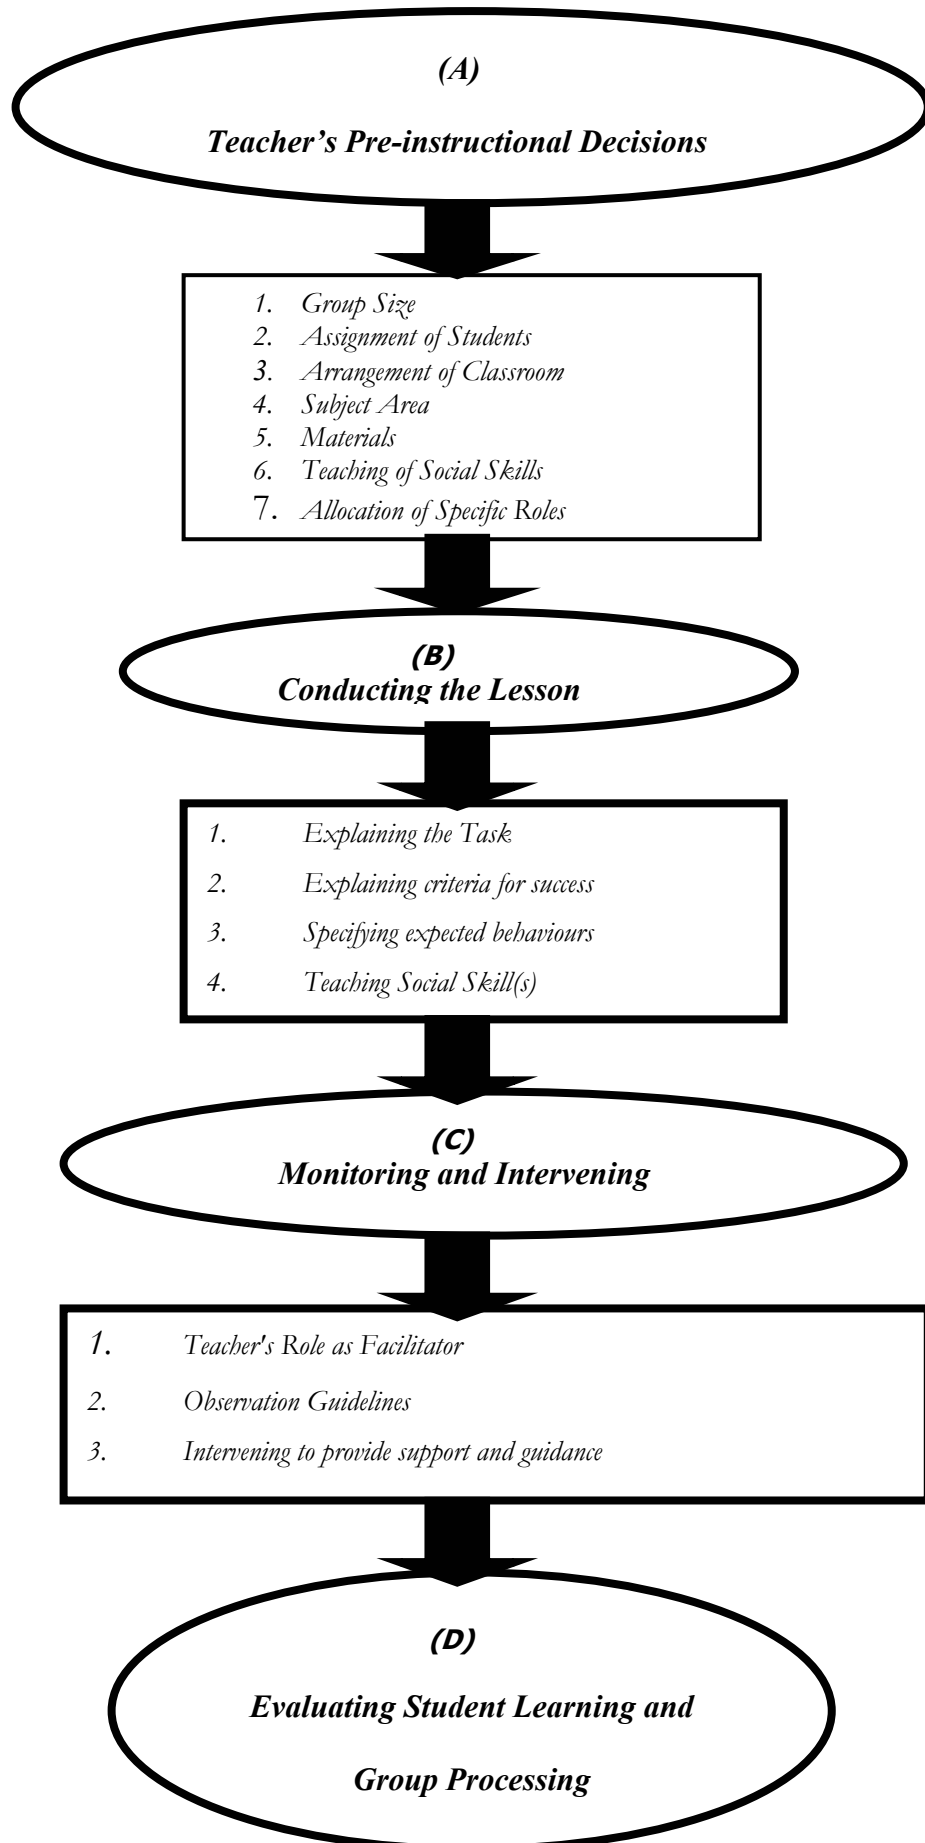 (A)
Teacher’s Pre-instructional Decisions
1. Group Size
2. Assignment of Students
3. Arrangement of Classroom
4. Subject Area
5. Materials
6. Teaching of Social Skills
7. Allocation of Specific Roles
(B)
Conducting the Lesson
1. Explaining the Task
2. Explaining criteria for success
3. Specifying expected behaviours
4. Teaching Social Skill(s)
(C)
Monitoring and Intervening
1. Teacher's Role as Facilitator
2. Observation Guidelines
3. Intervening to provide support and guidance
(D)
Evaluating Student Learning and
Group Processing